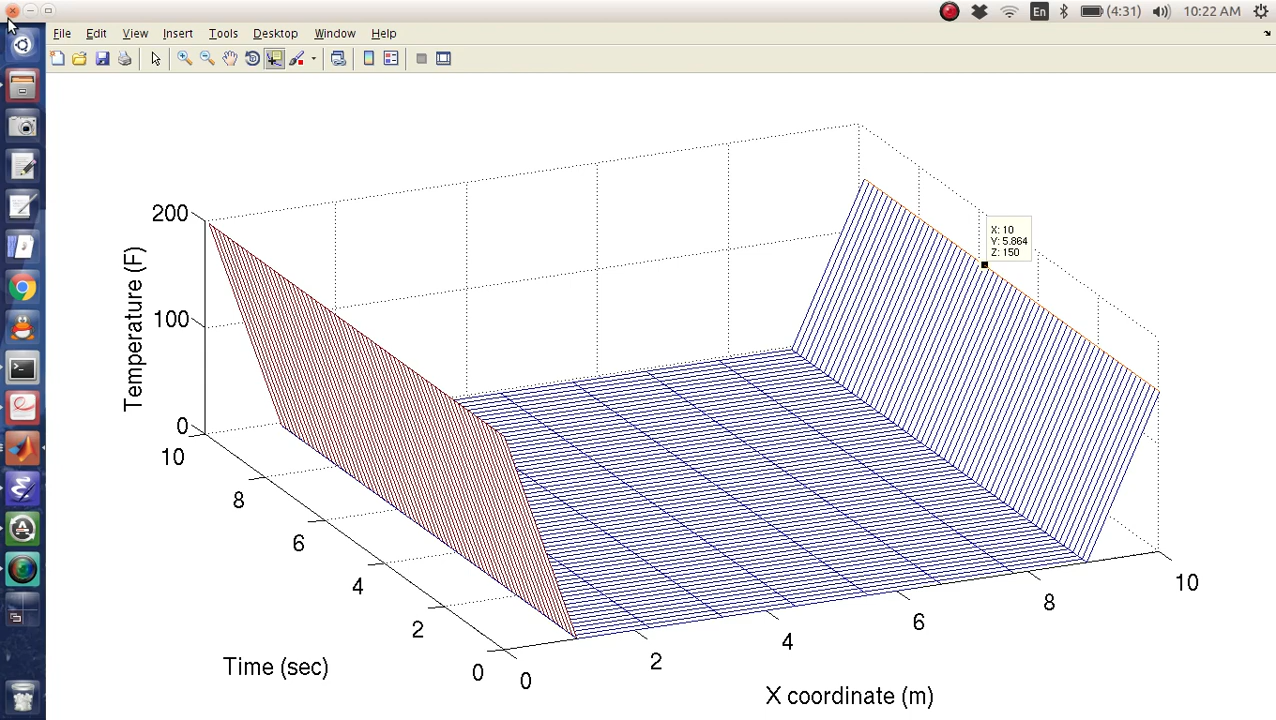 En (4:31) 10:22 AM
File Edit View Insert Tools Desktop Window Help
X: 10
Y: 5.864
Z: 150
200
100
0
Temperature (F)
10
8
6
4
2
0
Time (sec)
0
2
4
6
8
10
X coordinate (m)